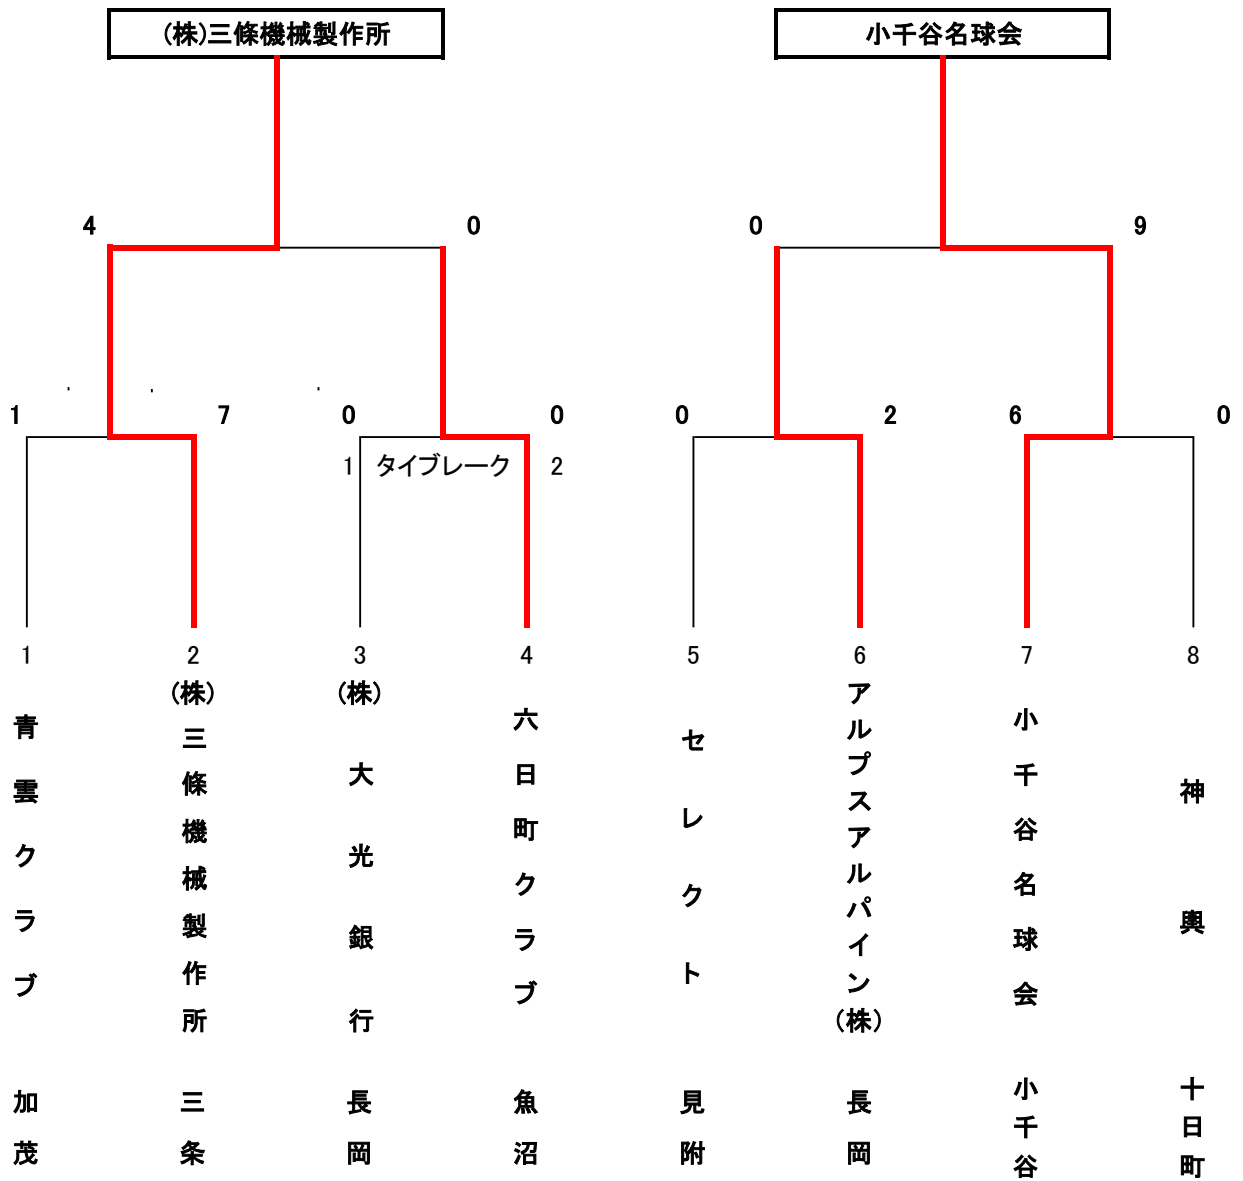 (株)三條機械製作所
小千谷名球会
4
0
0
9
1
7
0
0
0
2
6
0
1
タイブレーク
2
1
2
3
4
5
6
7
8
青雲クラブ
(株)三條機械製作所
(株)大光銀行
六日町クラブ
セレクト
アルプスアルパイン(株)
小千谷名球会
神輿
加茂
三条
長岡
魚沼
見附
長岡
小千谷
十日町